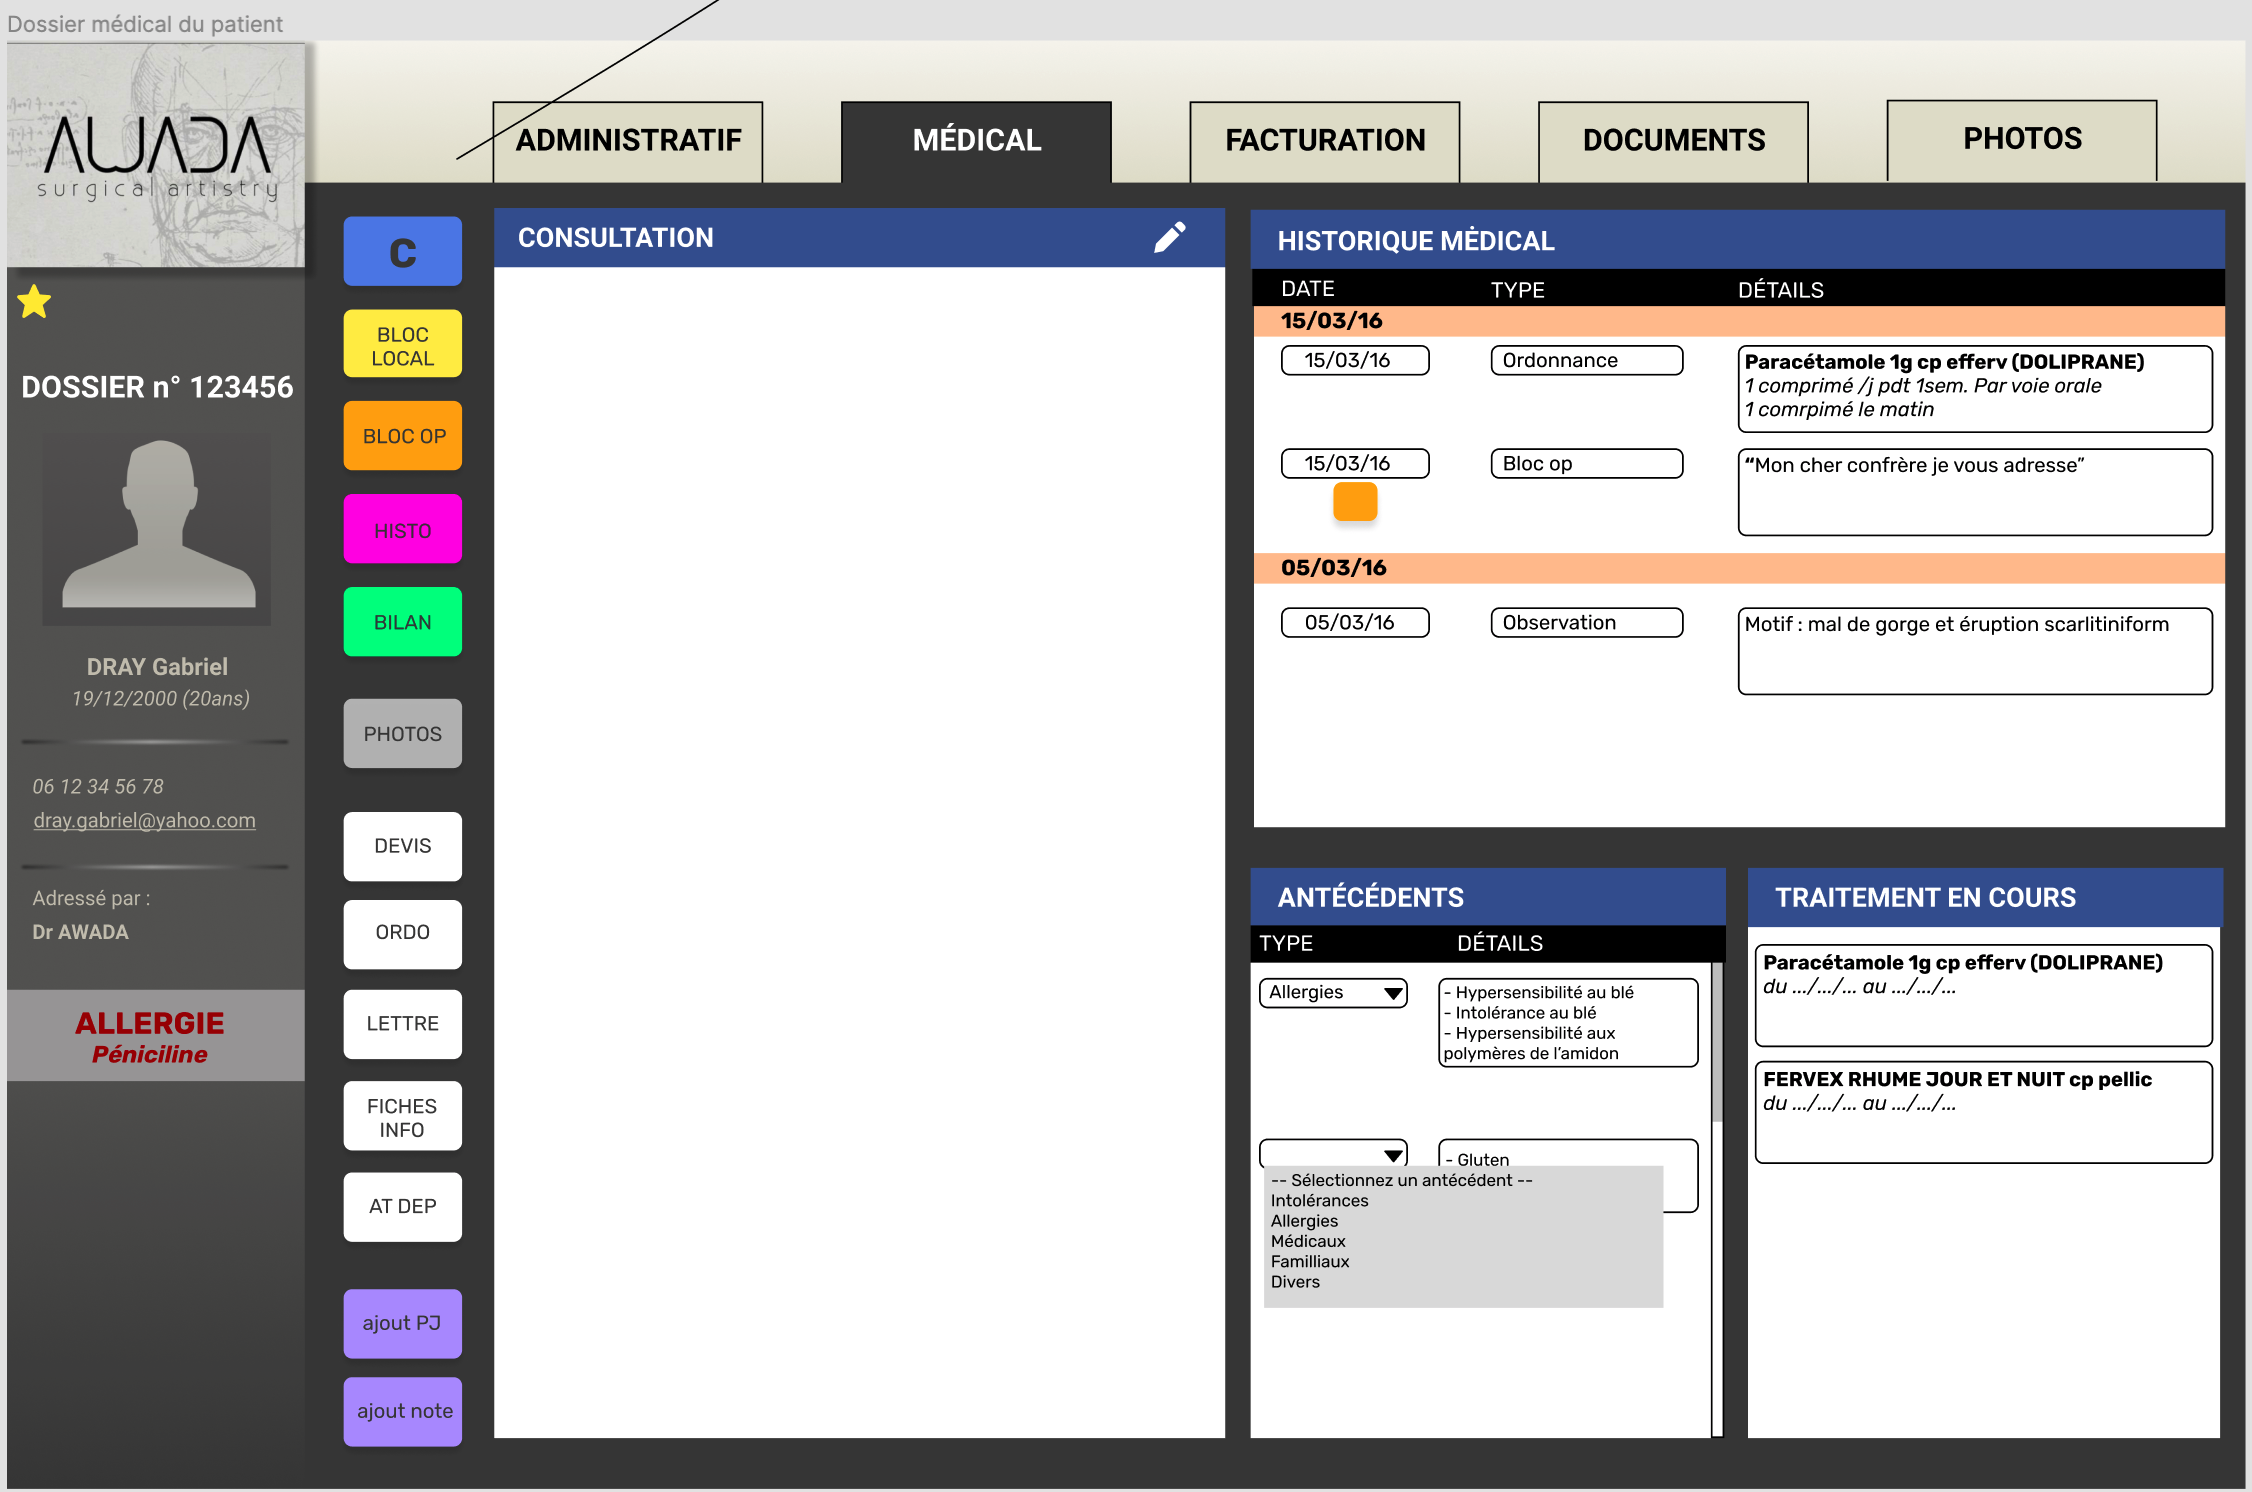 Dossier médical du patient
AWADA
surgical artistry
ADMINISTRATIF
MÉDICAL
FACTURATION
DOCUMENTS
PHOTOS
DOSSIER n° 123456
DRAY Gabriel
19/12/2000 (20ans)
06 12 34 56 78
dray.gabriel@yahoo.com
Adressé par :
Dr AWADA
ALLERGIE
Péniciline
C
BLOC
LOCAL
BLOC OP
HISTO
BILAN
PHOTOS
DEVIS
ORDO
LETTRE
FICHES
INFO
AT DEP
ajout PJ
ajout note
CONSULTATION
HISTORIQUE MÉDICAL
DATE TYPE DÉTAILS
15/03/16
15/03/16 Ordonnance
Paracétamole 1g cp efferv (DOLIPRANE)
1 comprimé /j pdt 1sem. Par voie orale
1 comrpimé le matin
15/03/16 Bloc op “Mon cher confrère je vous adresse”
05/03/16
05/03/16 Observation Motif : mal de gorge et éruption scarlitiniform
ANTÉCÉDENTS
TYPE DÉTAILS
Allergies
- Hypersensibilité au blé
- Intolérance au blé
- Hypersensibilité aux
polymères de l’amidon
- Gluten
-- Sélectionnez un antécédent --
Intolérances
Allergies
Médicaux
Familliaux
Divers
TRAITEMENT EN COURS
Paracétamole 1g cp efferv (DOLIPRANE)
du .../.../... au .../.../...
FERVEX RHUME JOUR ET NUIT cp pellic
du .../.../... au .../.../...